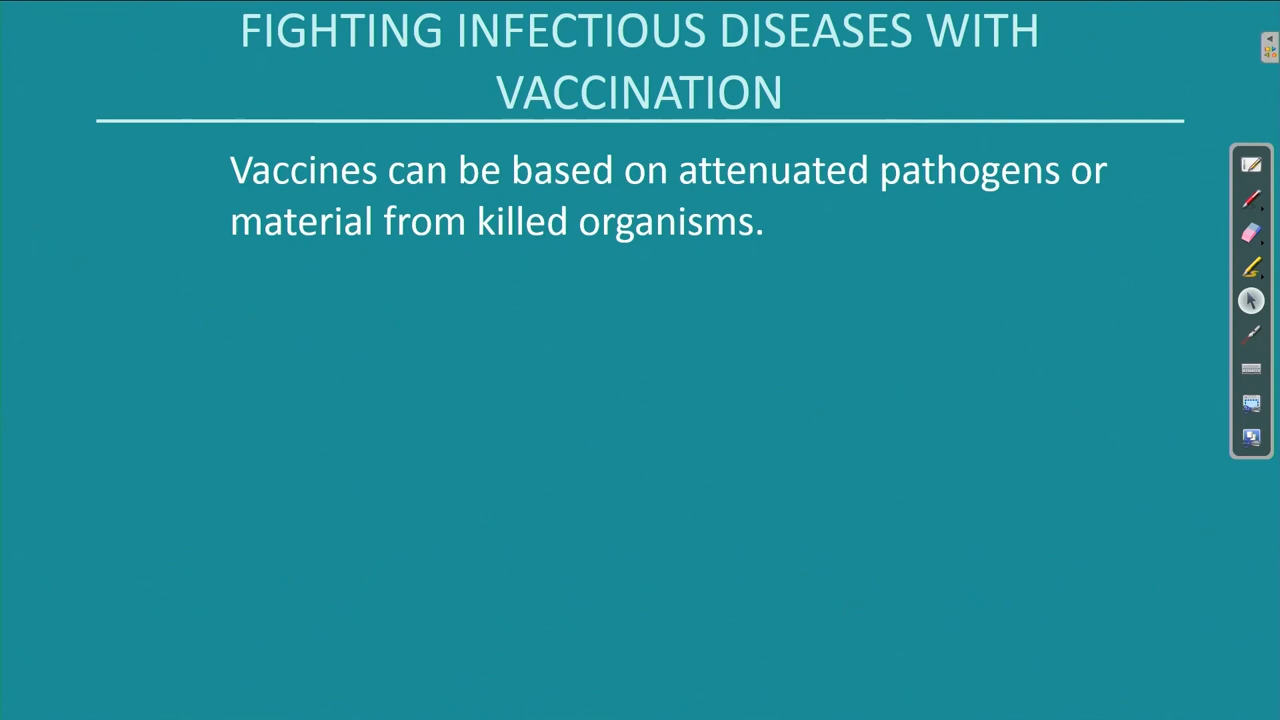 FIGHTING INFECTIOUS DISEASES WITH
VACCINATION
Vaccines can be based on attenuated pathogens or
material from killed organisms.